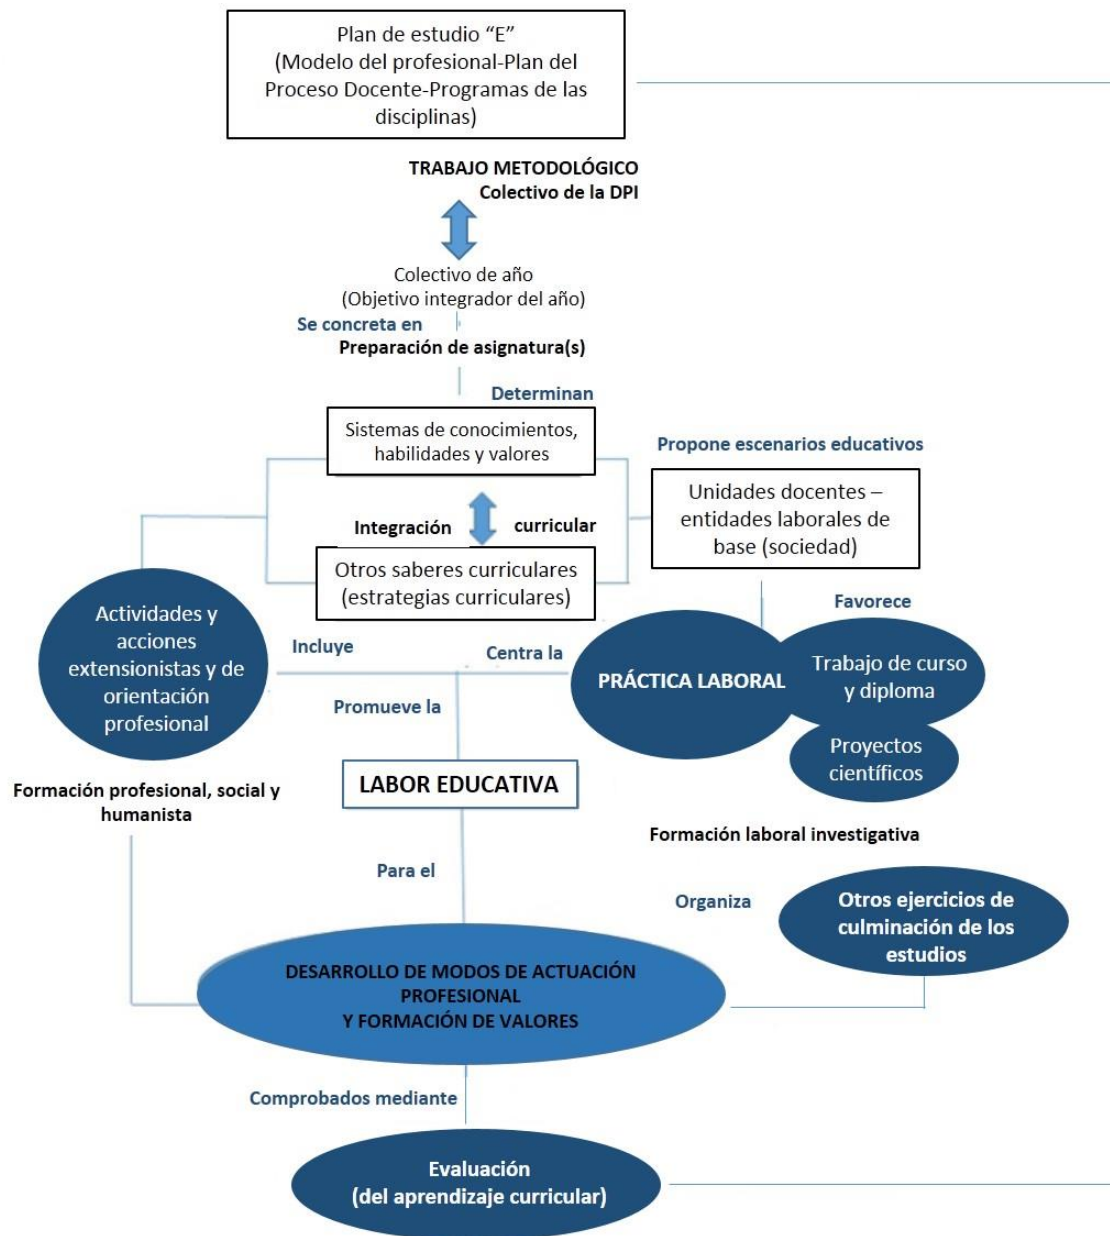 Plan de estudio “E”
(Modelo del profesional-Plan del
Proceso Docente-Programas de las
disciplinas)
TRABAJO METODOLÓGICO
Colectivo de la DPI
Colectivo de año
(Objetivo integrador del año)
Se concreta en
Preparación de asignatura(s)
Determinan
Sistemas de conocimientos,
habilidades y valores
Propone escenarios educativos
Unidades docentes –
entidades laborales de
base (sociedad)
Integración curricular
Otros saberes curriculares
(estrategias curriculares)
Actividades y
acciones
extensionistas y de
orientación
profesional
Incluye
Centra la
Favorece
PRÁCTICA LABORAL
Trabajo de curso
y diploma
Proyectos
científicos
Promueve la
LABOR EDUCATIVA
Formación profesional, social y
humanista
Formación laboral investigativa
Para el
Organiza
Otros ejercicios de
culminación de los
estudios
DESARROLLO DE MODOS DE ACTUACIÓN
PROFESIONAL
Y FORMACIÓN DE VALORES
Comprobados mediante
Evaluación
(del aprendizaje curricular)